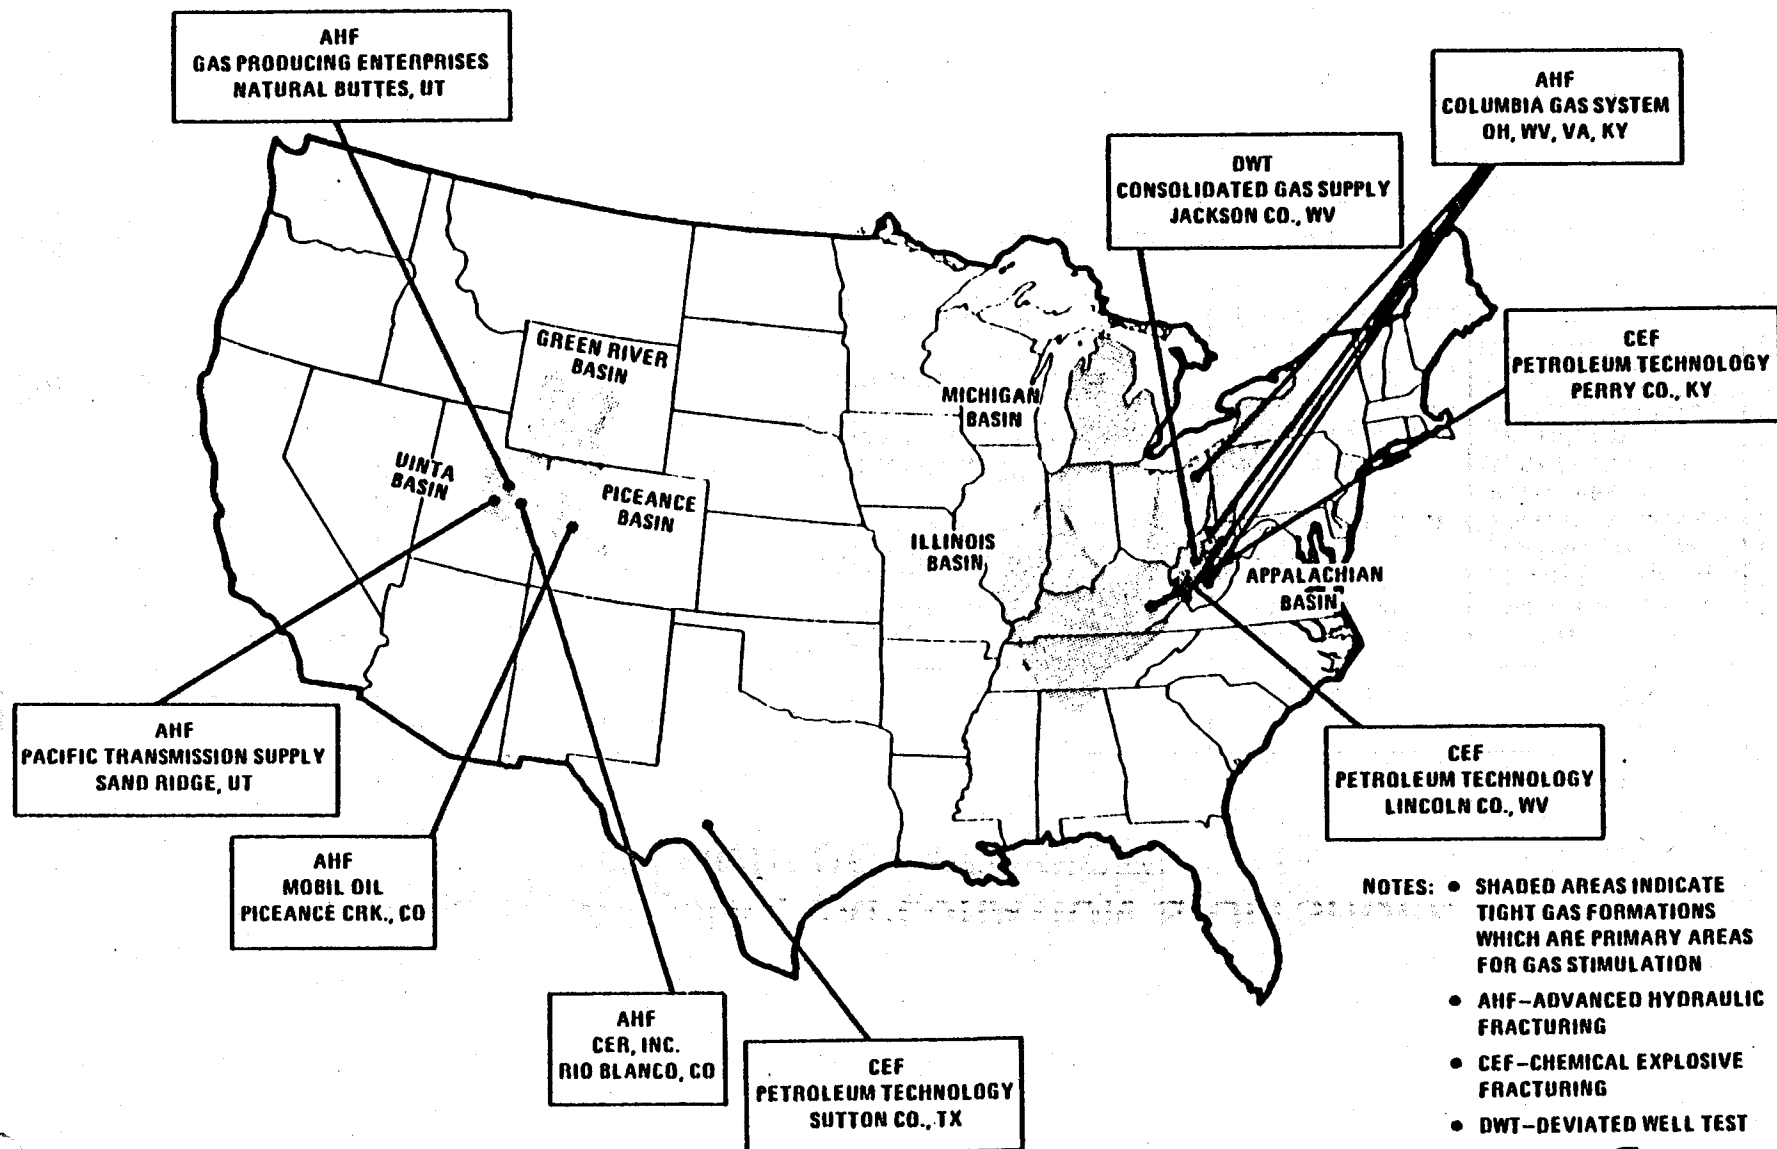 AHF
GAS PRODUCING ENTERPRISES
NATURAL BUTTES, UT
AHF
COLUMBIA GAS SYSTEM
OH, WV, VA, KY
DWT
CONSOLIDATED GAS SUPPLY
JACKSON CO., WV
CEF
PETROLEUM TECHNOLOGY
PERRY CO., KY
GREEN RIVER
BASIN
MICHIGAN
BASIN
UINTA
BASIN
PICEANCE
BASIN
ILLINOIS
BASIN
APPALACHIAN
BASIN
AHF
PACIFIC TRANSMISSION SUPPLY
SAND RIDGE, UT
CEF
PETROLEUM TECHNOLOGY
LINCOLN CO., WV
AHF
MOBIL OIL
PICEANCE CRK., CO
AHF
CER, INC.
RIO BLANCO, CO
CEF
PETROLEUM TECHNOLOGY
SUTTON CO., TX
NOTES: • SHADED AREAS INDICATE
TIGHT GAS FORMATIONS
WHICH ARE PRIMARY AREAS
FOR GAS STIMULATION
• AHF-ADVANCED HYDRAULIC
FRACTURING
• CEF-CHEMICAL EXPLOSIVE
FRACTURING
• DWT-DEVIATED WELL TEST